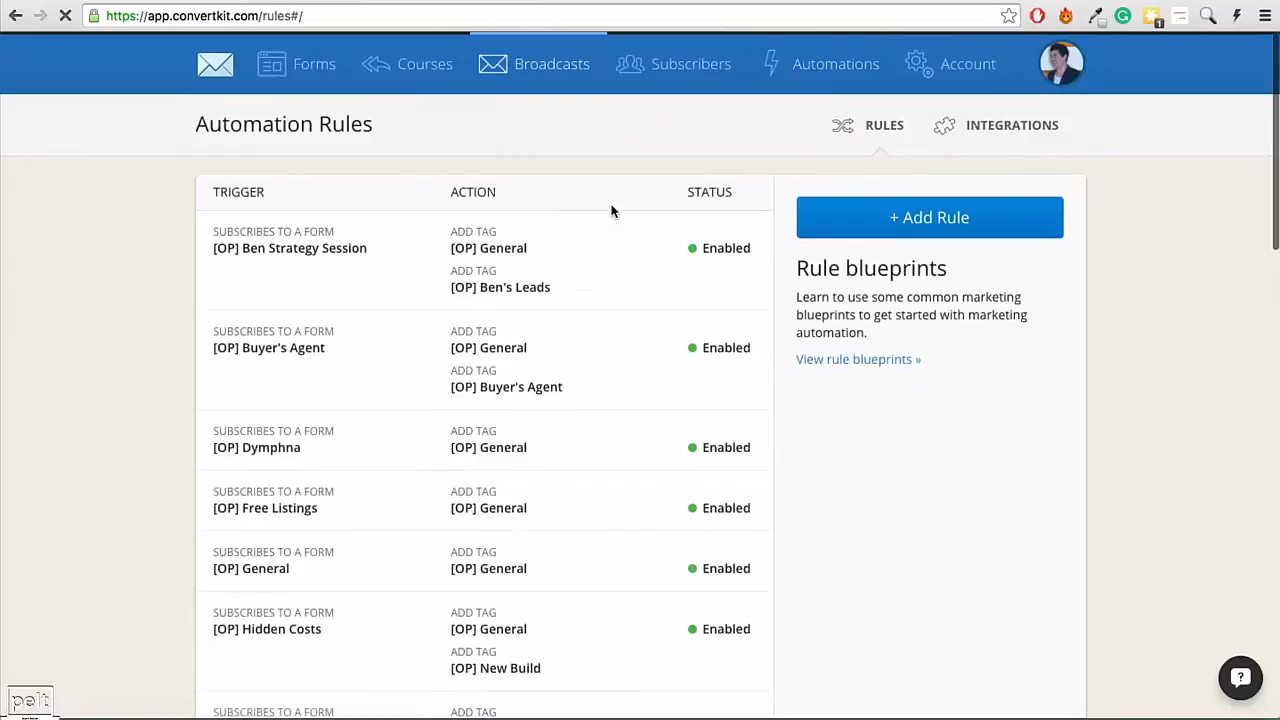 https://app.convertkit.com/rules#/
1
Forms
Courses
Broadcasts
Subscribers
Automations
Account
Automation Rules
RULES
INTEGRATIONS
TRIGGER ACTION STATUS
SUBSCRIBES TO A FORM ADD TAG
[OP] Ben Strategy Session [OP] General Enabled
ADD TAG
[OP] Ben's Leads
SUBSCRIBES TO A FORM ADD TAG
[OP] Buyer's Agent [OP] General Enabled
ADD TAG
[OP] Buyer's Agent
SUBSCRIBES TO A FORM ADD TAG
[OP] Dymphna [OP] General Enabled
SUBSCRIBES TO A FORM ADD TAG
[OP] Free Listings [OP] General Enabled
SUBSCRIBES TO A FORM ADD TAG
[OP] General [OP] General Enabled
SUBSCRIBES TO A FORM ADD TAG
[OP] Hidden Costs [OP] General Enabled
ADD TAG
[OP] New Build
SUBSCRIBES TO A FORM ADD TAG
+ Add Rule
Rule blueprints
Learn to use some common marketing
blueprints to get started with marketing
automation.
View rule blueprints »
pelt